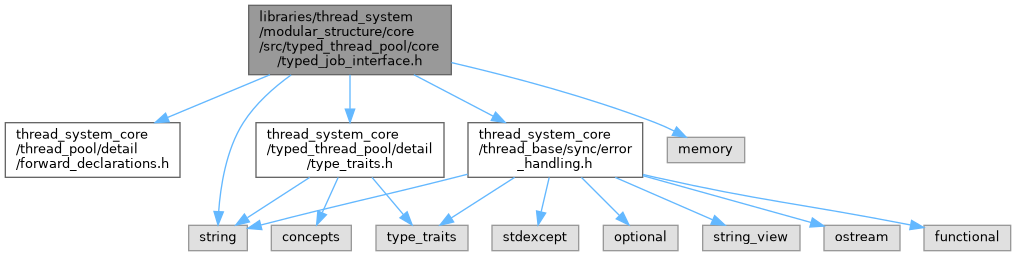 libraries/thread_system
/modular_structure/core
/src/typed_thread_pool/core
/typed_job_interface.h
thread_system_core
/thread_pool/detail
/forward_declarations.h
thread_system_core
/typed_thread_pool/detail
/type_traits.h
thread_system_core
/thread_base/sync/error
_handling.h
memory
string
concepts
type_traits
stdexcept
optional
string_view
ostream
functional